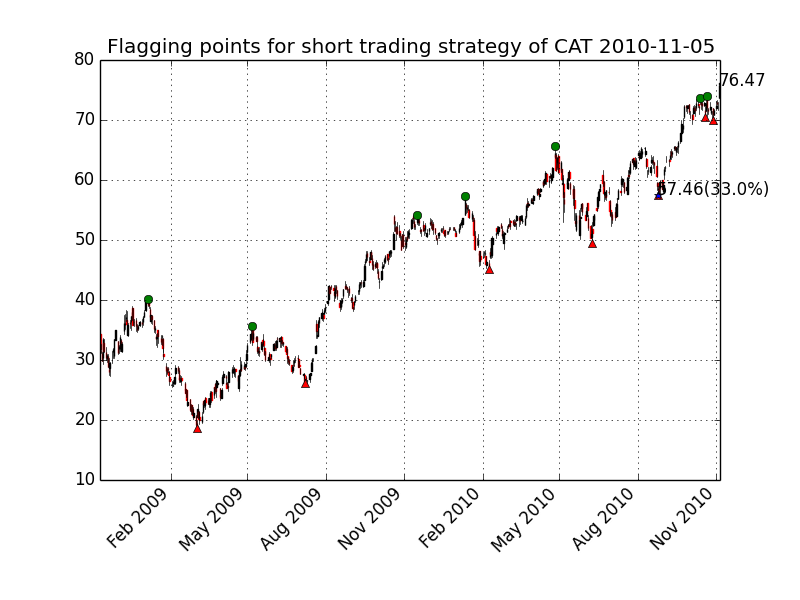 Flagging points for short trading strategy of CAT 2010-11-05
80
76.47
70
60
57.46(33.0%)
50
40
30
20
10
Feb 2009
May 2009
Aug 2009
Nov 2009
Feb 2010
May 2010
Aug 2010
Nov 2010